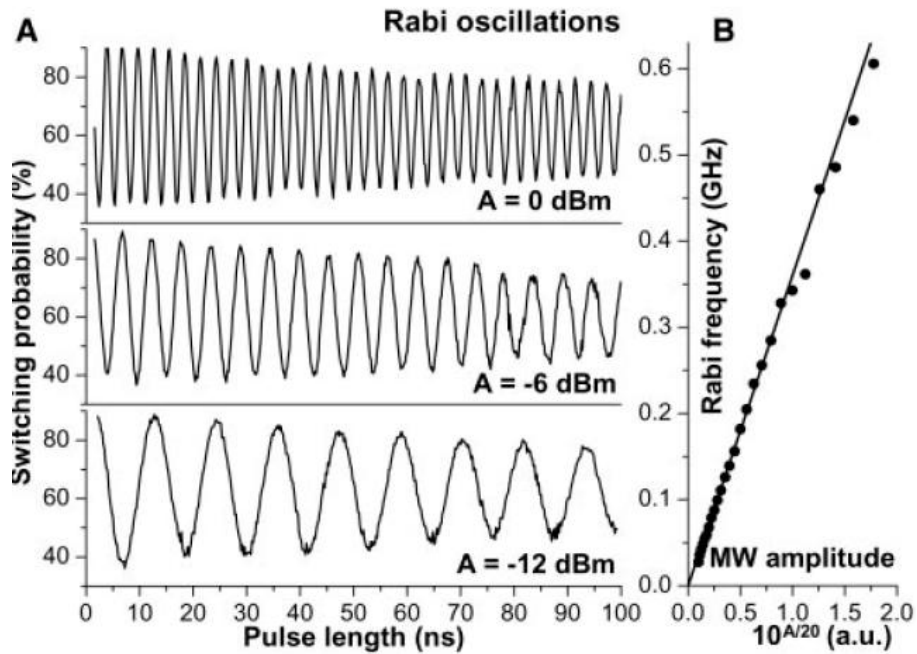 A
Rabi oscillations
B
Switching probability (%)
80
60
40
A = 0 dBm
80
60
40
A = -6 dBm
80
60
40
A = -12 dBm
0 10 20 30 40 50 60 70 80 90 100
Pulse length (ns)
Rabi frequency (GHz)
0.6
0.5
0.4
0.3
0.2
0.1
0.0
MW amplitude
0.0 0.5 1.0 1.5 2.0
10^A/20 (a.u.)